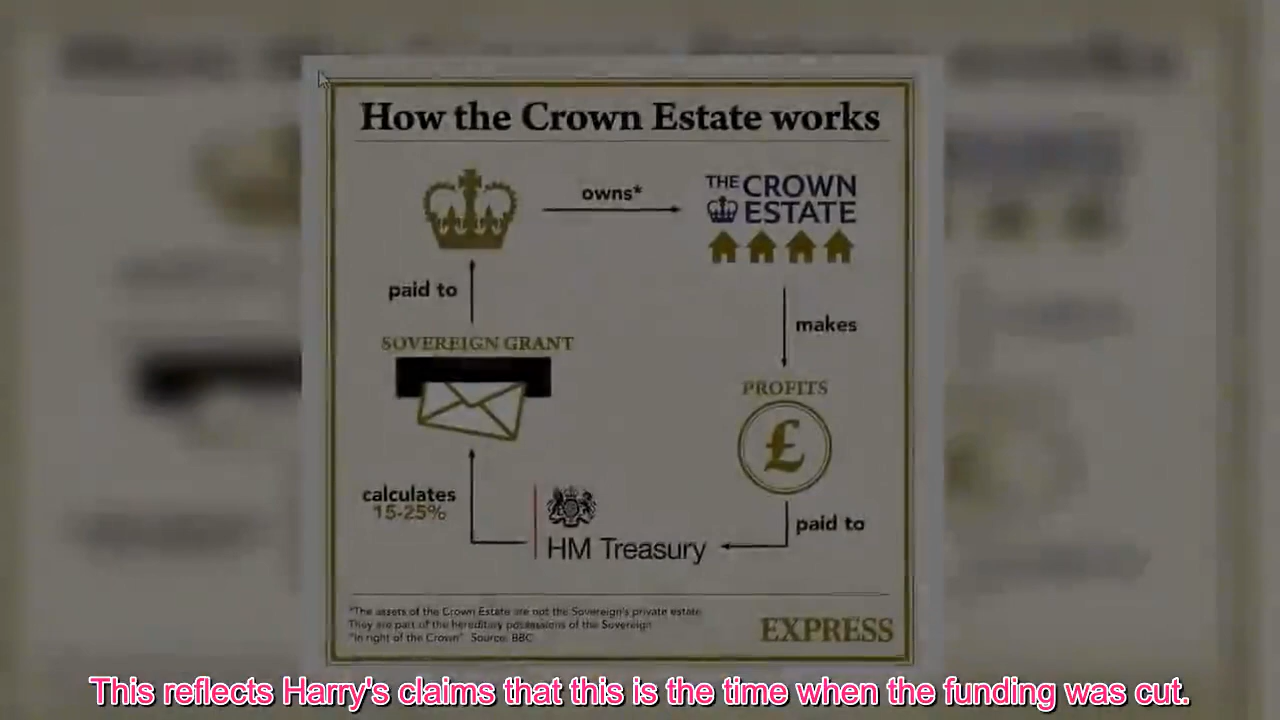 How the Crown Estate works
owns*
THE CROWN
ESTATE
paid to
makes
SOVEREIGN GRANT
PROFITS
£
calculates
15-25%
paid to
HM Treasury
*The assets of the Crown Estate are not the Sovereign's private estate
They are part of the hereditary possessions of the Sovereign
"in right of the Crown" Source: BBC
EXPRESS
This reflects Harry's claims that this is the time when the funding was cut.